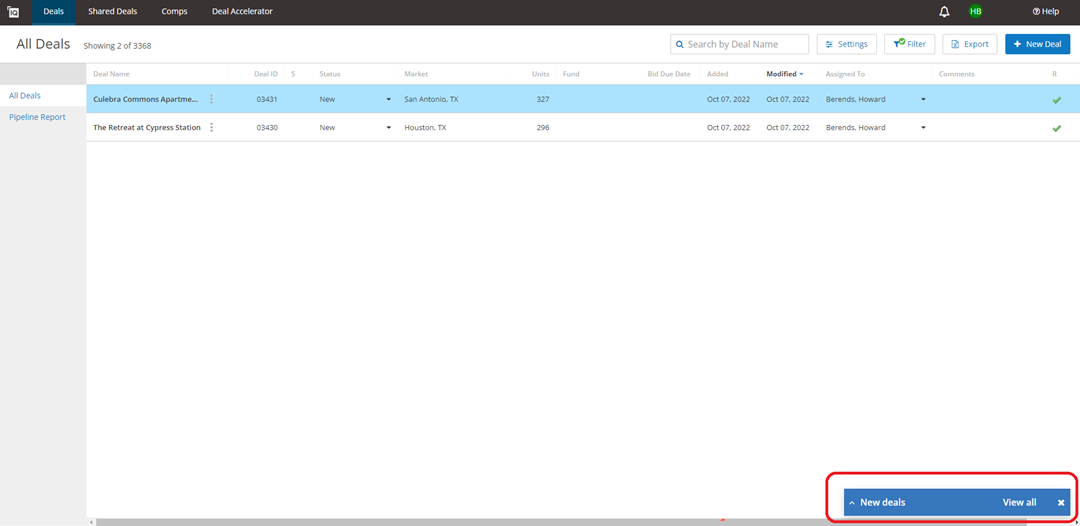 IQ Deals Shared Deals Comps Deal Accelerator HB Help
All Deals Showing 2 of 3368 Search by Deal Name Settings Filter Export + New Deal
Deal Name Deal ID S Status Market Units Fund Bid Due Date Added Modified Assigned To Comments R
All Deals
Culebra Commons Apartme... 03431 New San Antonio, TX 327 Oct 07, 2022 Oct 07, 2022 Berends, Howard
Pipeline Report
The Retreat at Cypress Station 03430 New Houston, TX 296 Oct 07, 2022 Oct 07, 2022 Berends, Howard
New deals View all